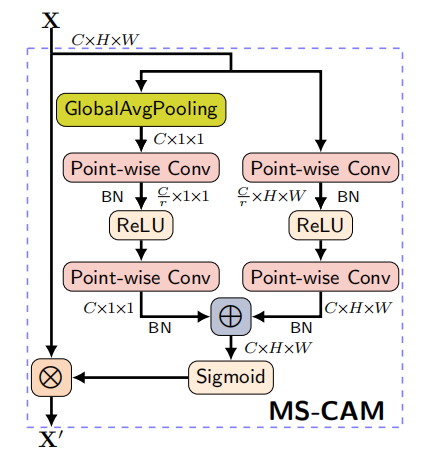 X
C×H×W
GlobalAvgPooling
C×1×1
Point-wise Conv Point-wise Conv
BN C/r×1×1 C/r×H×W BN
ReLU ReLU
Point-wise Conv Point-wise Conv
C×1×1 ⊕ C×H×W
BN BN
C×H×W
⊗ Sigmoid
MS-CAM
X′